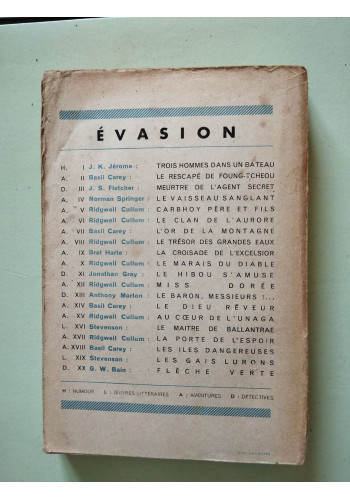 ÉVASION
H. I J. K. Jérome : TROIS HOMMES DANS UN BATEAU
A. II Basil Carey : LE RESCAPÉ DE FOUNG-TCHEOU
D. III J. S. Fletcher : MEURTRE DE L'AGENT SECRET
A. IV Norman Springer : LE VAISSEAU SANGLANT
A. V Ridgwell Cullum : CARBHOY PÈRE ET FILS
A. VI Ridgwell Cullum : LE CLAN DE L'AURORE
A. VII Basil Carey : L'OR DE LA MONTAGNE
A. VIII Ridgwell Cullum : LE TRÉSOR DES GRANDES EAUX
A. IX Bret Harte : LA CROISADE DE L'EXCELSIOR
A. X Ridgwell Cullum : LE MARAIS DU DIABLE
D. XI Jonathan Gray : LE HIBOU S'AMUSE
A. XII Ridgwell Cullum : MISS DORÉE
D. XIII Anthony Morton : LE BARON, MESSIEURS !...
A. XIV Basil Carey : LE DIEU RÊVEUR
A. XV Ridgwell Cullum : AU CŒUR DE L'UNAGA
L. XVI Stevenson : LE MAITRE DE BALLANTRAE
A. XVII Ridgwell Cullum : LA PORTE DE L'ESPOIR
A. XVIII Basil Carey : LES ILES DANGEREUSES
L. XIX Stevenson : LES GAIS LURONS
D. XX G. W. Bain : FLÈCHE VERTE
H : HUMOUR L : ŒUVRES LITTÉRAIRES A : AVENTURES D : DÉTECTIVES